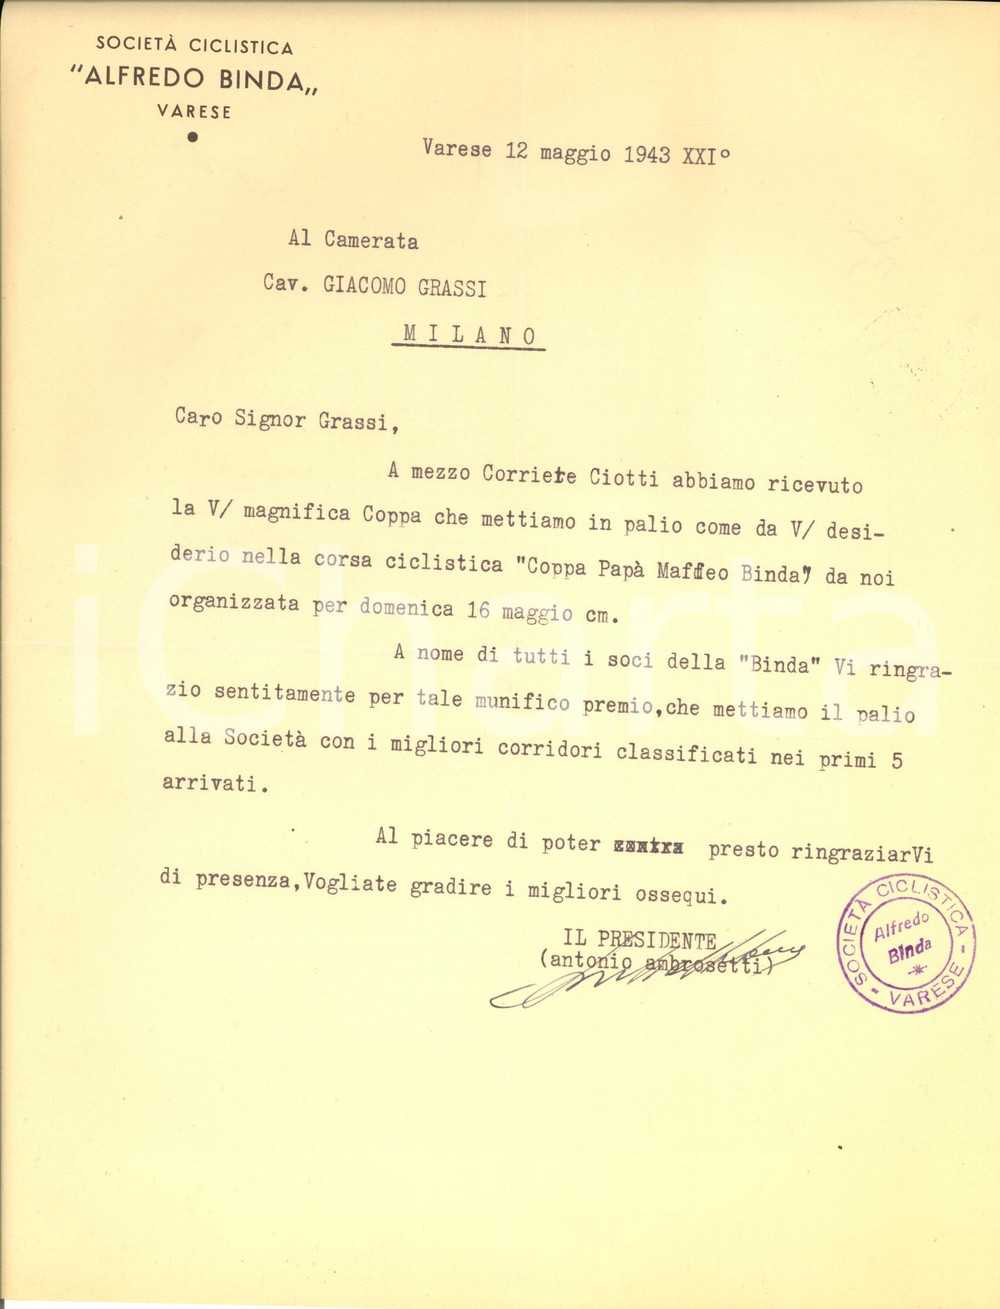 SOCIETÀ CICLISTICA
"ALFREDO BINDA„
VARESE
Varese 12 maggio 1943 XXI°
Al Camerata
Cav. GIACOMO GRASSI
MILANO
Caro Signor Grassi,
A mezzo Corriere Ciotti abbiamo ricevuto
la V/ magnifica Coppa che mettiamo in palio come da V/ desi-
derio nella corsa ciclistica "Coppa Papà Maffeo Binda" da noi
organizzata per domenica 16 maggio cm.
A nome di tutti i soci della "Binda" Vi ringra-
zio sentitamente per tale munifico premio,che mettiamo il palio
alla Società con i migliori corridori classificati nei primi 5
arrivati.
Al piacere di poter presto ringraziarVi
di presenza,Vogliate gradire i migliori ossequi.
IL PRESIDENTE
(antonio ambrosetti)
SOCIETÀ CICLISTICA - VARESE -
Alfredo
Binda
iCharta